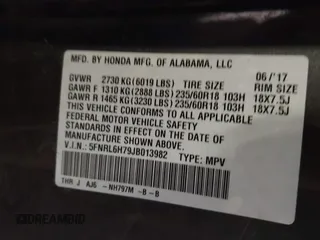 MFD. BY HONDA MFG. OF ALABAMA, LLC
06/'17
GVWR 2730 KG(6019 LBS) TIRE SIZE RIM SIZE
GAWR F 1310 KG(2888 LBS)235/60R18 103H 18X7.5J
GAWR R 1465 KG(3230 LBS)235/60R18 103H 18X7.5J
THIS VEHICLE CONFORMS TO ALL APPLICABLE
FEDERAL MOTOR VEHICLE SAFETY STANDARDS
IN EFFECT ON THE DATE OF
MANUFACTURE SHOWN ABOVE.
V.I.N.: 5FNRL6H79JB013982 TYPE: MPV
THR J AJ6 -NH797M -B -B
© IDREAMBID